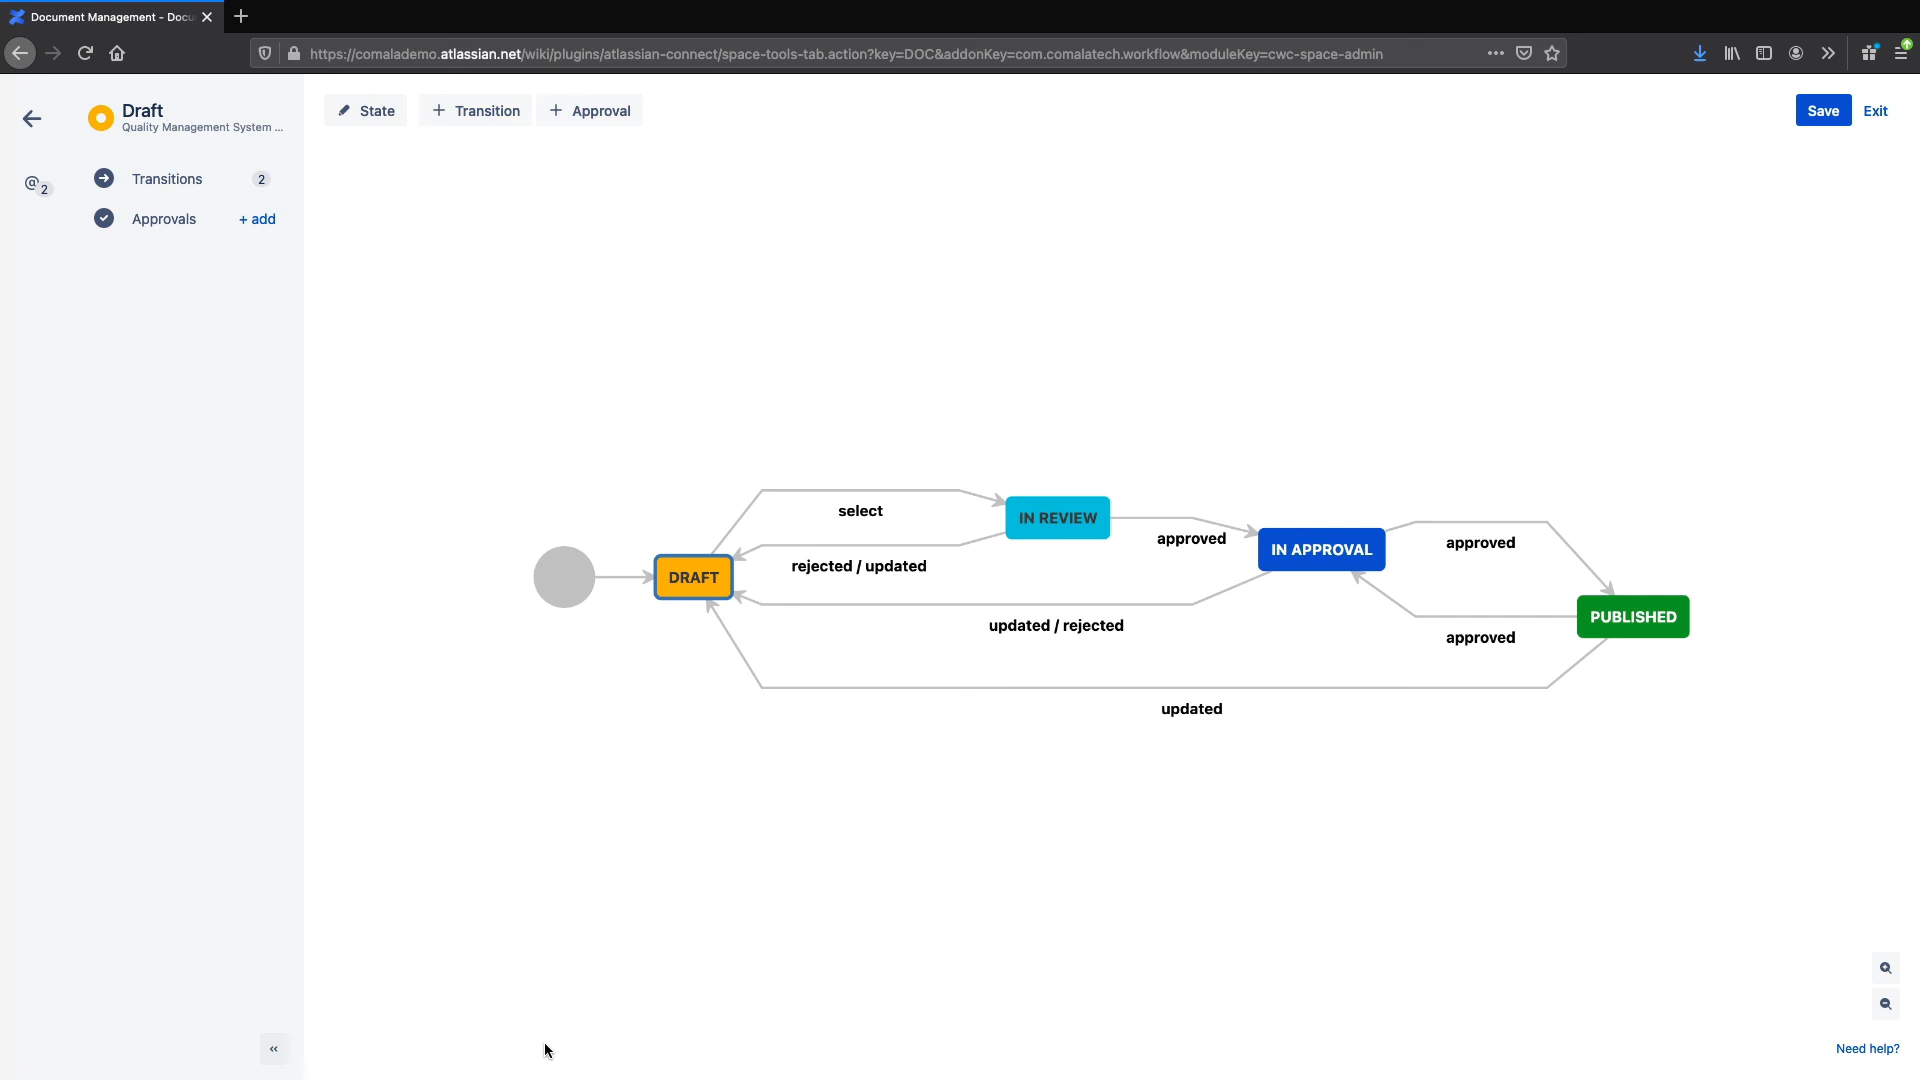 Document Management - Docu
https://comalademo.atlassian.net/wiki/plugins/atlassian-connect/space-tools-tab.action?key=DOC&addonKey=com.comalatech.workflow&moduleKey=cwc-space-admin
Draft
Quality Management System ...
State
Transition
Approval
Save
Exit
@ 2
Transitions 2
Approvals + add
select
IN REVIEW
approved
IN APPROVAL
approved
rejected / updated
DRAFT
updated / rejected
PUBLISHED
approved
updated
Need help?